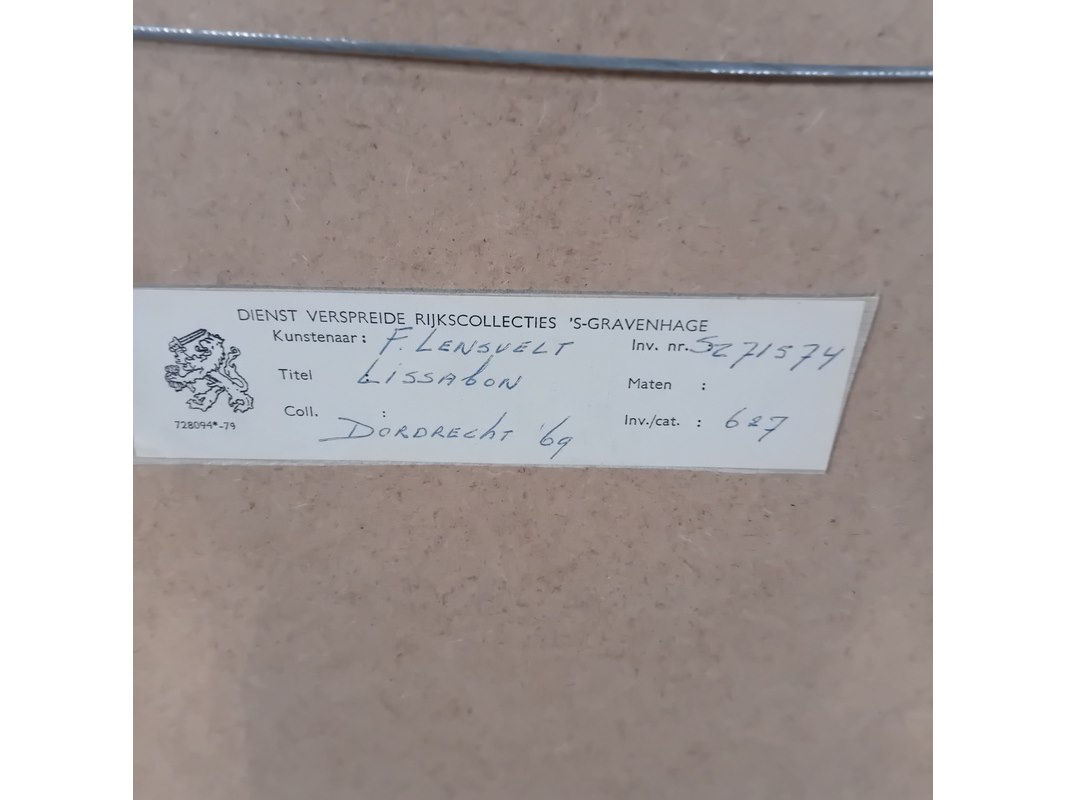 DIENST VERSPREIDE RIJKSCOLLECTIES 'S-GRAVENHAGE
Kunstenaar: F. LENSVELT Inv. nr. S271574
Titel : LISSABON Maten :
Coll. : DORDRECHT '69 Inv./cat. : 627
728094*-79